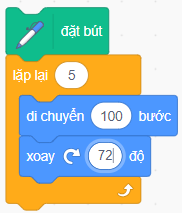 đặt bút
lặp lại 5
di chuyển 100 bước
xoay 72 độ